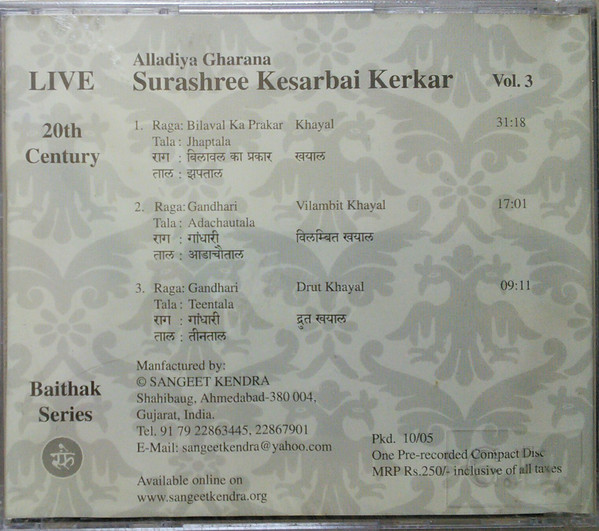 Alladiya Gharana
LIVE Surashree Kesarbai Kerkar Vol. 3
20th
Century
1. Raga: Bilaval Ka Prakar Khayal 31:18
Tala : Jhaptala
राग : बिलावल का प्रकार खयाल
ताल : झपताल
2. Raga: Gandhari Vilambit Khayal 17:01
Tala : Adachautala
राग : गांधारी विलम्बित खयाल
ताल : आडाचौताल
3. Raga: Gandhari Drut Khayal 09:11
Tala : Teentala
राग : गांधारी द्रुत खयाल
ताल : तीनताल
Baithak
Series
Manfactured by:
© SANGEET KENDRA
Shahibaug, Ahmedabad-380 004,
Gujarat, India.
Tel. 91 79 22863445, 22867901
E-Mail: sangeetkendra@yahoo.com
Available online on
www.sangeetkendra.org
Pkd. 10/05
One Pre-recorded Compact Disc
MRP Rs.250/- inclusive of all taxes